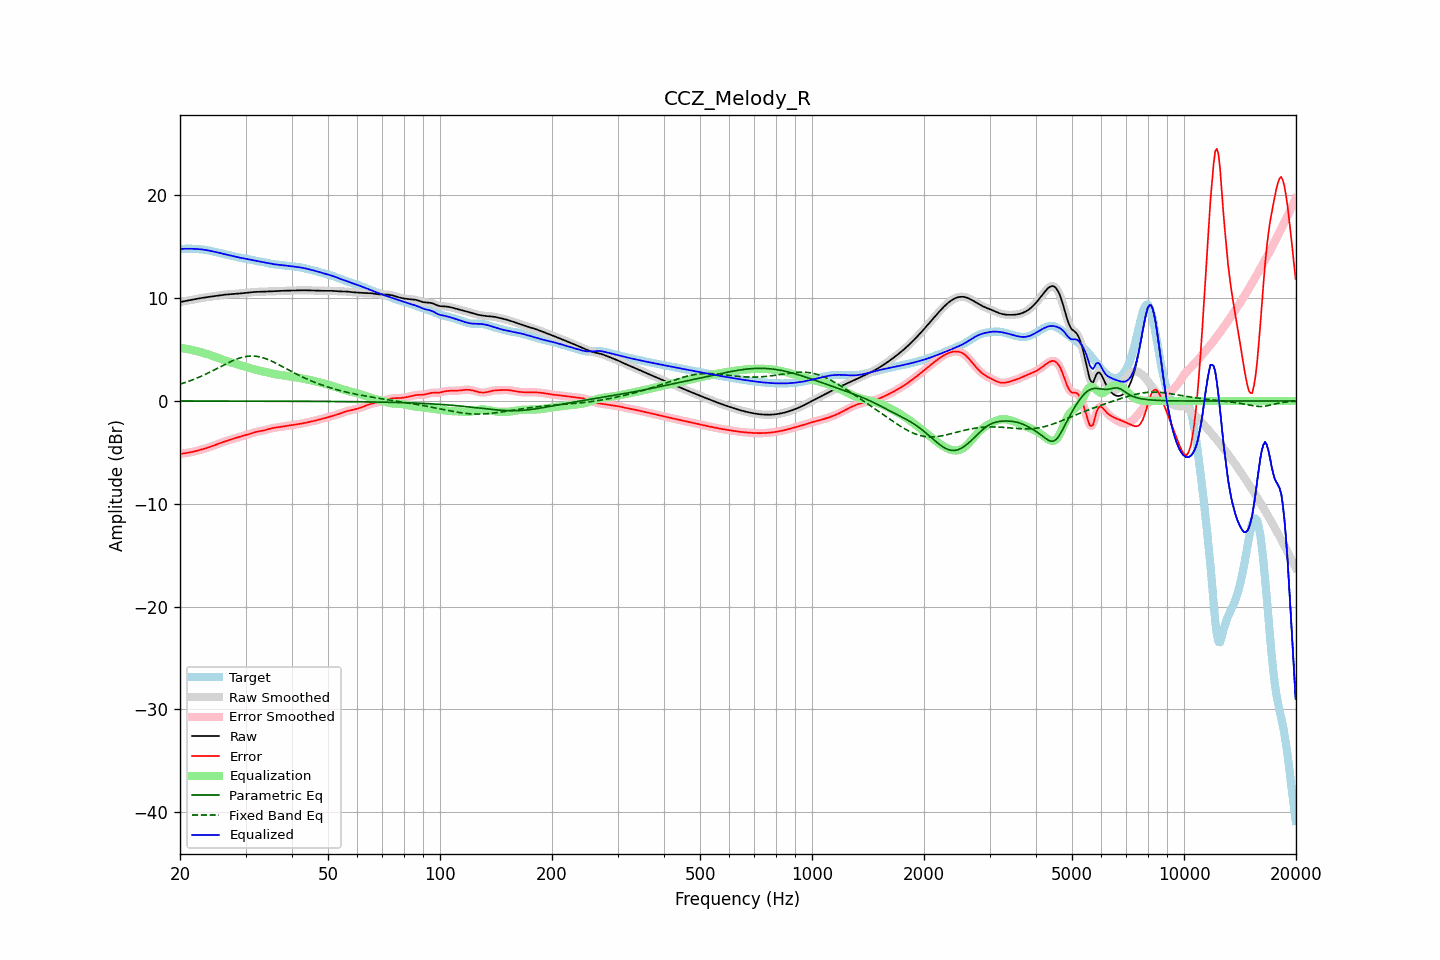 CCZ_Melody_R
Amplitude (dBr)
20
10
0
−10
−20
−30
−40
Target
Raw Smoothed
Error Smoothed
Raw
Error
Equalization
Parametric Eq
Fixed Band Eq
Equalized
20 50 100 200 500 1000 2000 5000 10000 20000
Frequency (Hz)